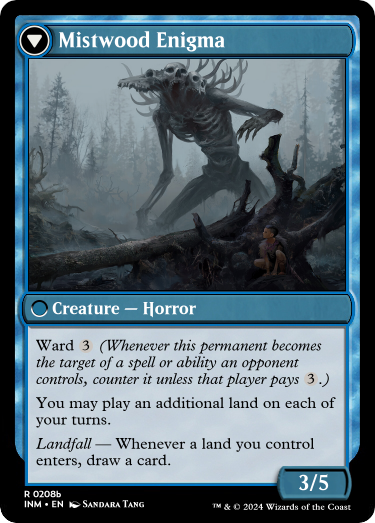 Mistwood Enigma
Creature — Horror
Ward 3 (Whenever this permanent becomes
the target of a spell or ability an opponent
controls, counter it unless that player pays 3.)
You may play an additional land on each of
your turns.
Landfall — Whenever a land you control
enters, draw a card.
3/5
R 0208b
INM • EN Sandara Tang
™ & © 2024 Wizards of the Coast